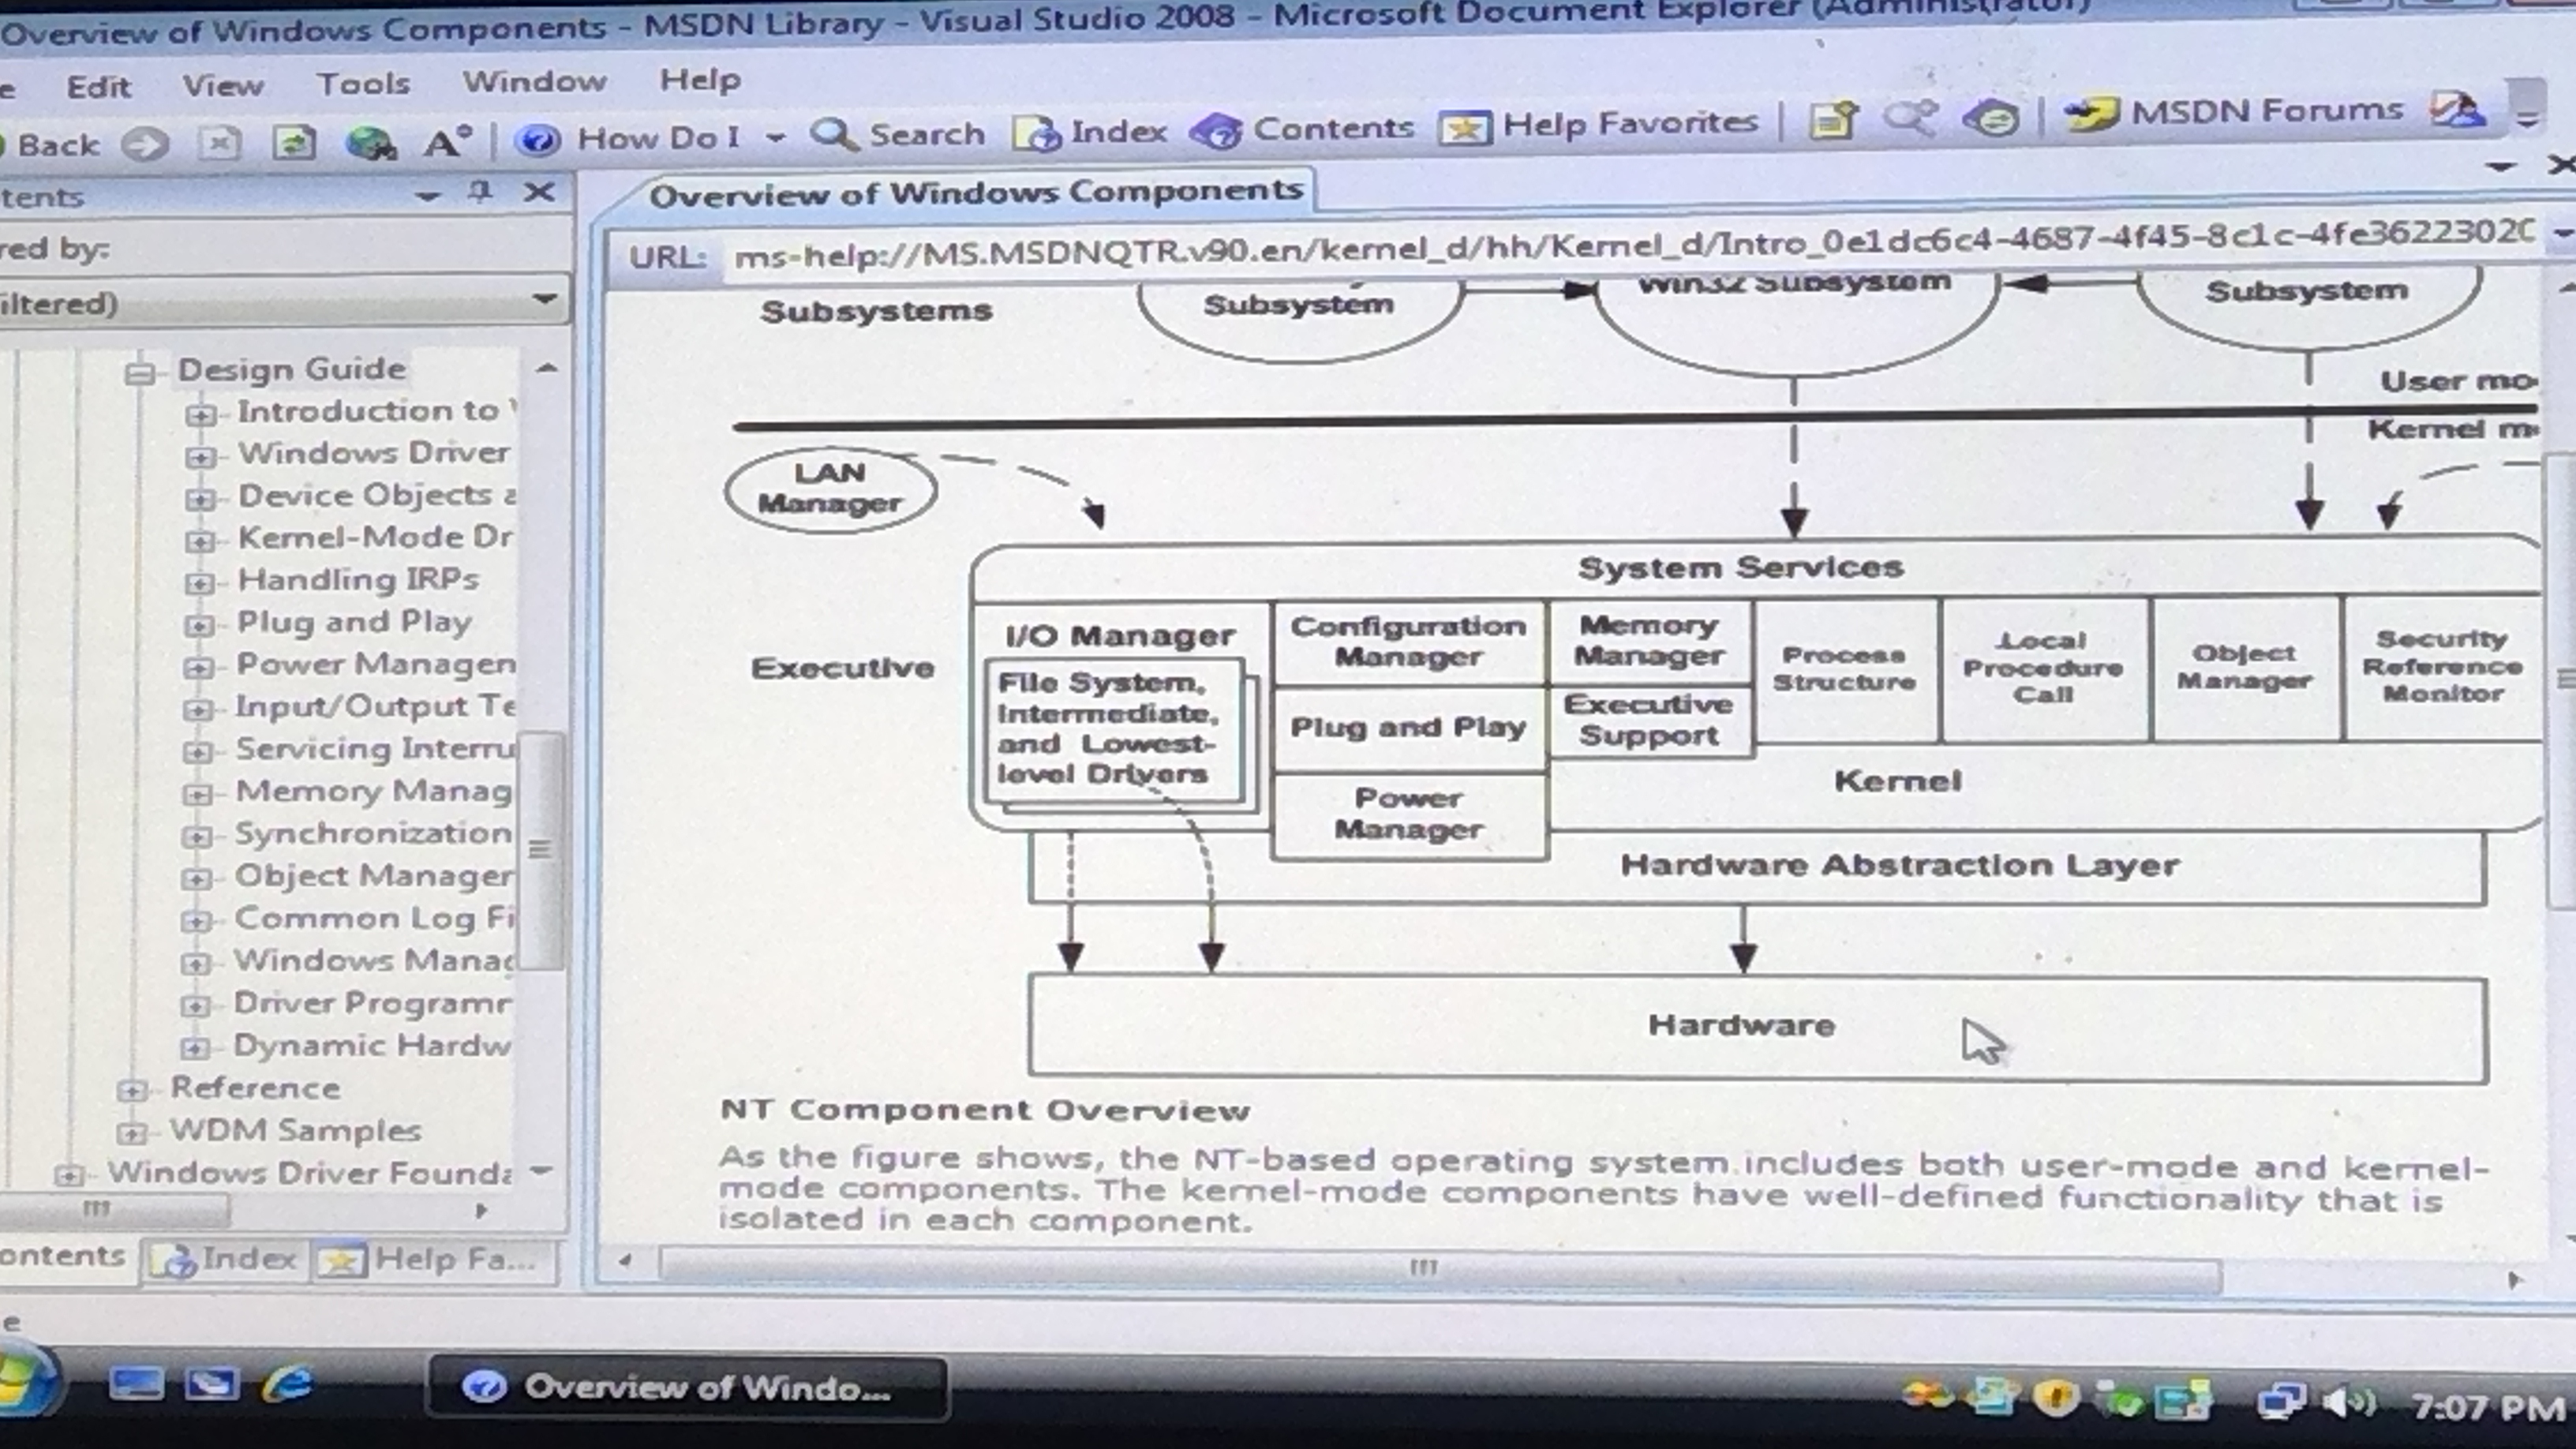 Overview of Windows Components - MSDN Library - Visual Studio 2008 - Microsoft Document Explorer (Administrator)
e Edit View Tools Window Help
Back A How Do I Search Index Contents Help Favorites MSDN Forums
tents
red by:
iltered)
Design Guide
Introduction to
Windows Driver
Device Objects a
Kernel-Mode Dr
Handling IRPs
Plug and Play
Power Managen
Input/Output Te
Servicing Interru
Memory Manag
Synchronization
Object Manager
Common Log Fi
Windows Manag
Driver Programr
Dynamic Hardw
Reference
WDM Samples
Windows Driver Founda
ontents Index Help Fa...
Overview of Windows Components
URL: ms-help://MS.MSDNQTR.v90.en/kernel_d/hh/Kernel_d/Intro_0e1dc6c4-4687-4f45-8c1c-4fe3622302
Subsystems
Subsystem
Win32 Subsystem
Subsystem
User mo
Kernel m
LAN
Manager
System Services
Executive
I/O Manager
File System,
Intermediate,
and Lowest-
level Drivers
Configuration
Manager
Plug and Play
Power
Manager
Memory
Manager
Executive
Support
Process
Structure
Local
Procedure
Call
Object
Manager
Security
Reference
Monitor
Kernel
Hardware Abstraction Layer
Hardware
NT Component Overview
As the figure shows, the NT-based operating system includes both user-mode and kernel-
mode components. The kernel-mode components have well-defined functionality that is
isolated in each component.
e
Overview of Windo...
7:07 PM